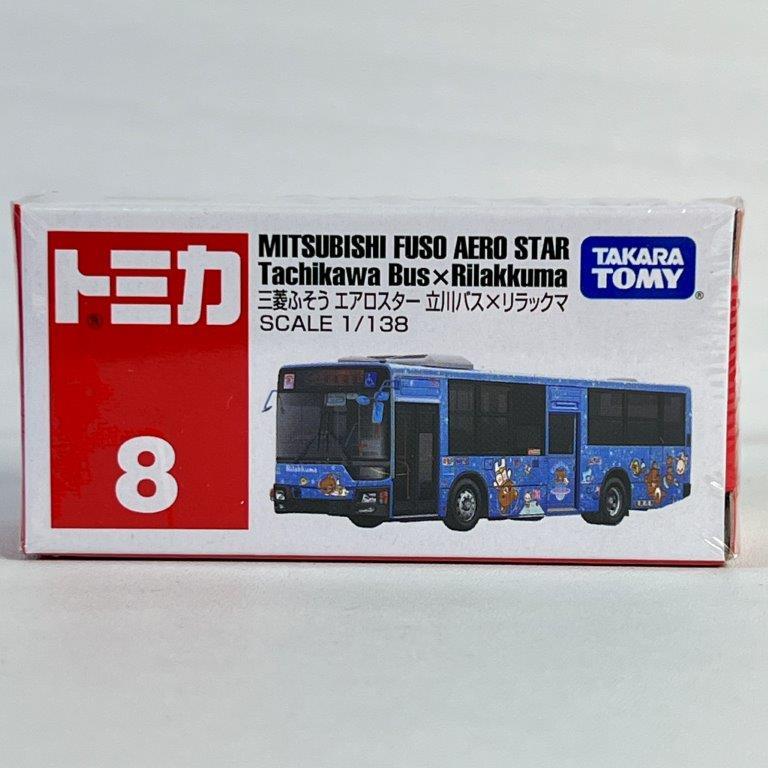 トミカ
8
MITSUBISHI FUSO AERO STAR
Tachikawa Bus×Rilakkuma
三菱ふそう エアロスター 立川バス×リラックマ
SCALE 1/138
TAKARA
TOMY
®
Rilakkuma